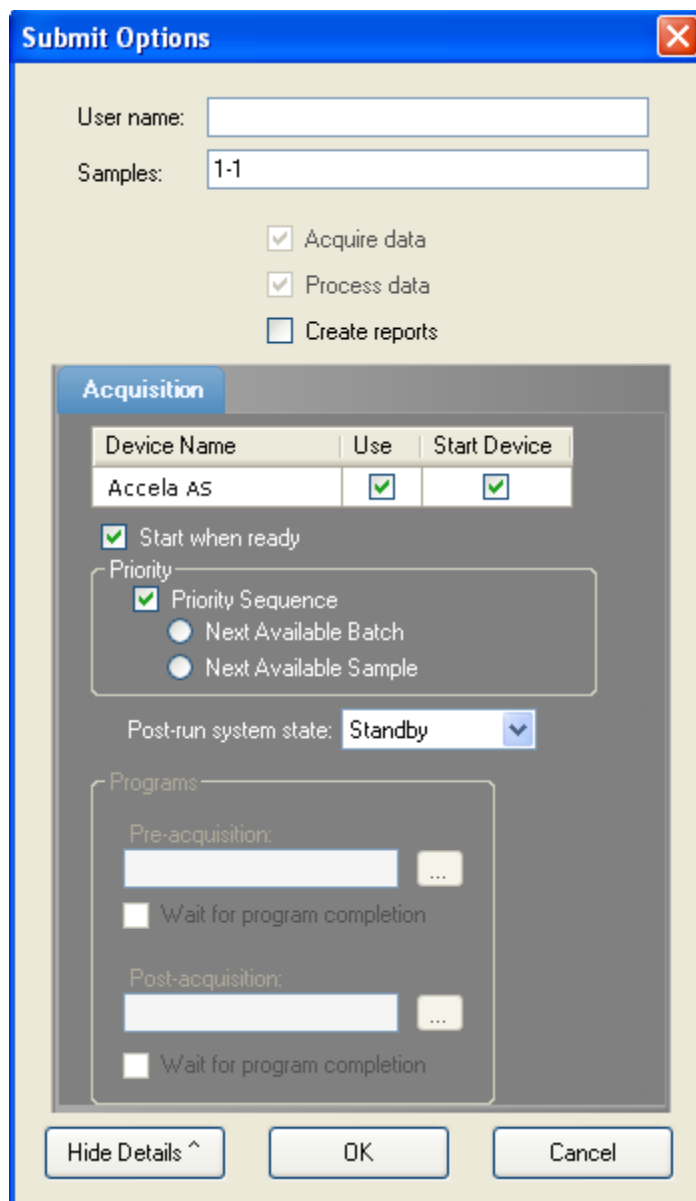 Submit Options
User name:
Samples: 1-1
Acquire data
Process data
Create reports
Acquisition
Device Name Use Start Device
Accela AS
Start when ready
Priority
Priority Sequence
Next Available Batch
Next Available Sample
Post-run system state: Standby
Programs
Pre-acquisition:
...
Wait for program completion
Post-acquisition:
...
Wait for program completion
Hide Details ^ OK Cancel